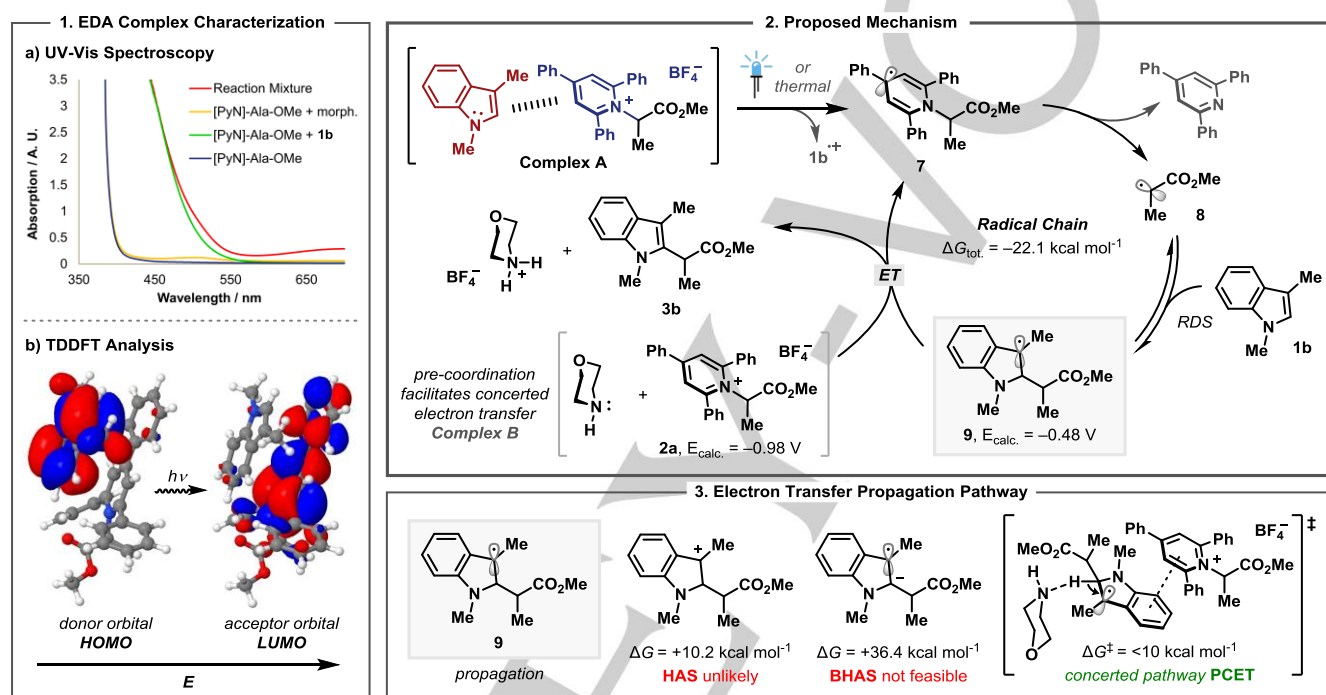 1. EDA Complex Characterization
a) UV-Vis Spectroscopy
Absorption / A. U.
3.5
3
2.5
2
1.5
1
0.5
0
350
450
550
650
Wavelength / nm
Reaction Mixture
[PyN]-Ala-OMe + morph.
[PyN]-Ala-OMe + 1b
[PyN]-Ala-OMe
b) TDDFT Analysis
hν
donor orbital
HOMO
acceptor orbital
LUMO
E
2. Proposed Mechanism
Me
N
Me
Ph
Ph
N
+
Ph
CO₂Me
Me
BF₄⁻
Complex A
or
thermal
1b·+
Ph
Ph
N
Ph
CO₂Me
Me
7
Ph
Ph
N
Ph
CO₂Me
Me
8
Radical Chain
ΔGtot. = –22.1 kcal mol⁻¹
RDS
Me
N
Me
1b
Me
N
Me
CO₂Me
Me
9, Ecalc. = –0.48 V
ET
O
N
H
H
+
BF₄⁻
+
Me
N
Me
CO₂Me
Me
3b
pre-coordination
facilitates concerted
electron transfer
Complex B
O
N:
H
+
Ph
Ph
N
+
Ph
CO₂Me
Me
BF₄⁻
2a, Ecalc. = –0.98 V
3. Electron Transfer Propagation Pathway
Me
N
Me
CO₂Me
Me
9
propagation
+
Me
N
Me
CO₂Me
Me
ΔG = +10.2 kcal mol⁻¹
HAS unlikely
Me
–
N
Me
CO₂Me
Me
ΔG = +36.4 kcal mol⁻¹
BHAS not feasible
MeO₂C
Me
Me
N
H
H
N
O
Me
Ph
Ph
N
+
Ph
CO₂Me
Me
BF₄⁻
‡
ΔG‡ = <10 kcal mol⁻¹
concerted pathway PCET